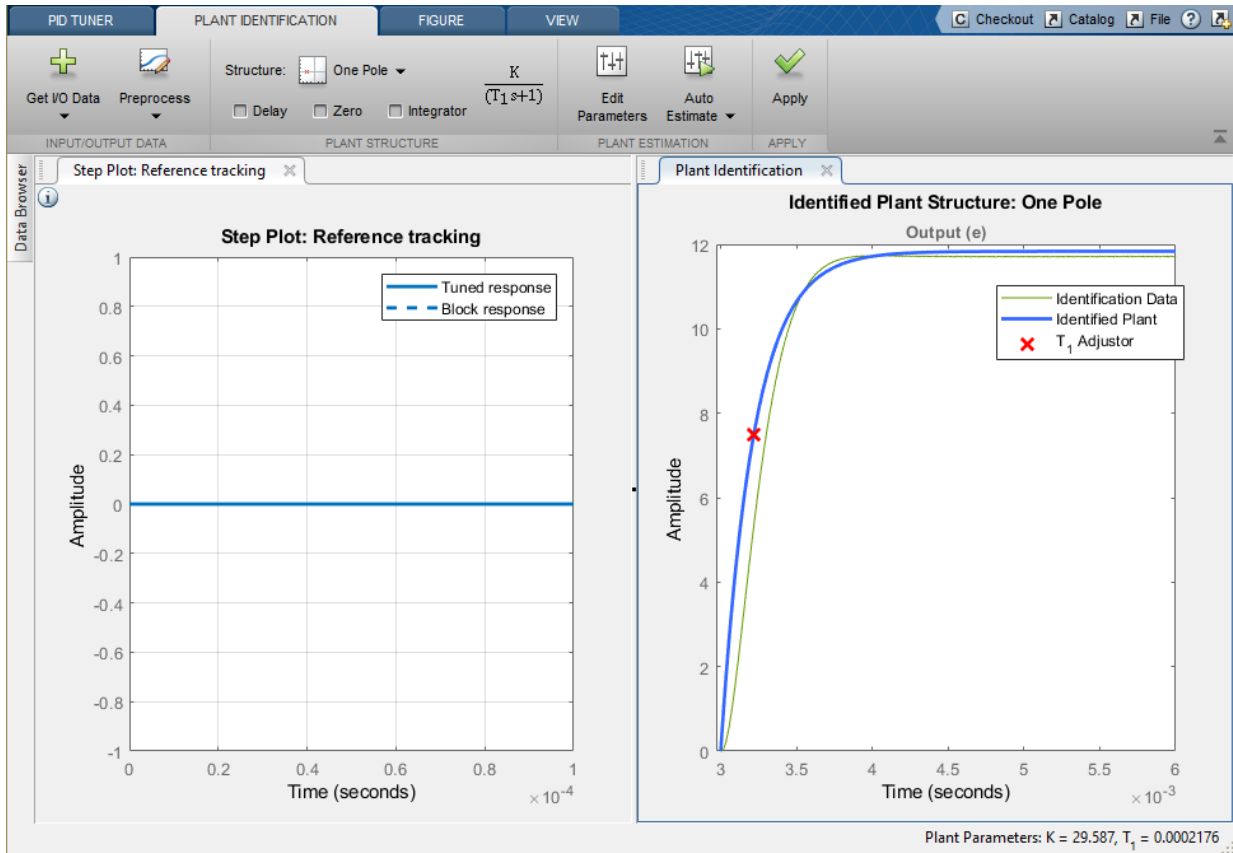 PID TUNER PLANT IDENTIFICATION FIGURE VIEW C Checkout Catalog File ?
Structure: One Pole
K
(T1s+1)
Get I/O Data Preprocess
Delay Zero Integrator
Edit
Parameters
Auto
Estimate
Apply
INPUT/OUTPUT DATA PLANT STRUCTURE PLANT ESTIMATION APPLY
Data Browser
Step Plot: Reference tracking
i
Step Plot: Reference tracking
Tuned response
Block response
Amplitude
1
0.8
0.6
0.4
0.2
0
-0.2
-0.4
-0.6
-0.8
-1
0 0.2 0.4 0.6 0.8 1
Time (seconds) ×10-4
Plant Identification
Identified Plant Structure: One Pole
Output (e)
Identification Data
Identified Plant
T1 Adjustor
Amplitude
12
10
8
6
4
2
0
3 3.5 4 4.5 5 5.5 6
Time (seconds) ×10-3
Plant Parameters: K = 29.587, T1 = 0.0002176